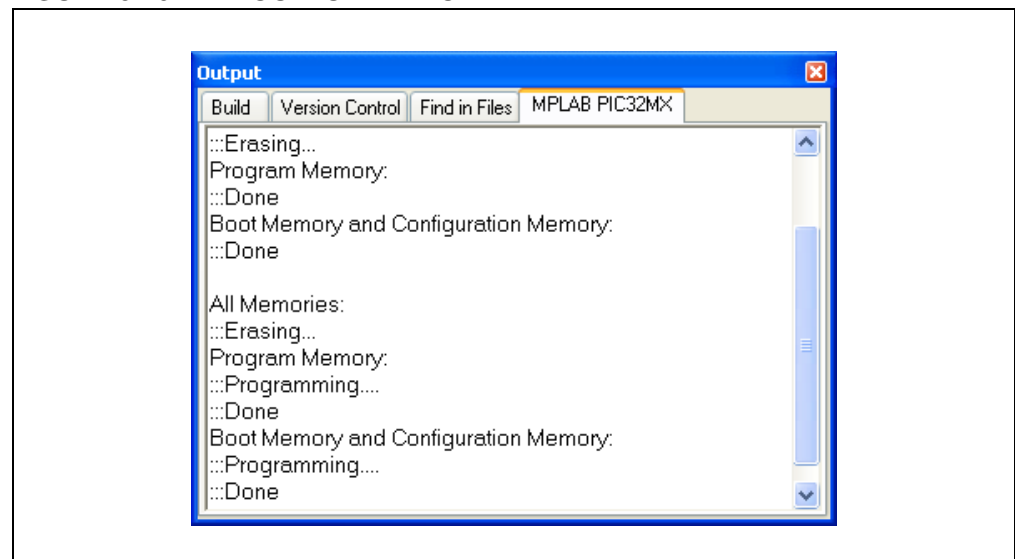 Output
Build Version Control Find in Files MPLAB PIC32MX
:::Erasing...
Program Memory:
:::Done
Boot Memory and Configuration Memory:
:::Done
All Memories:
:::Erasing...
Program Memory:
:::Programming....
:::Done
Boot Memory and Configuration Memory:
:::Programming....
:::Done